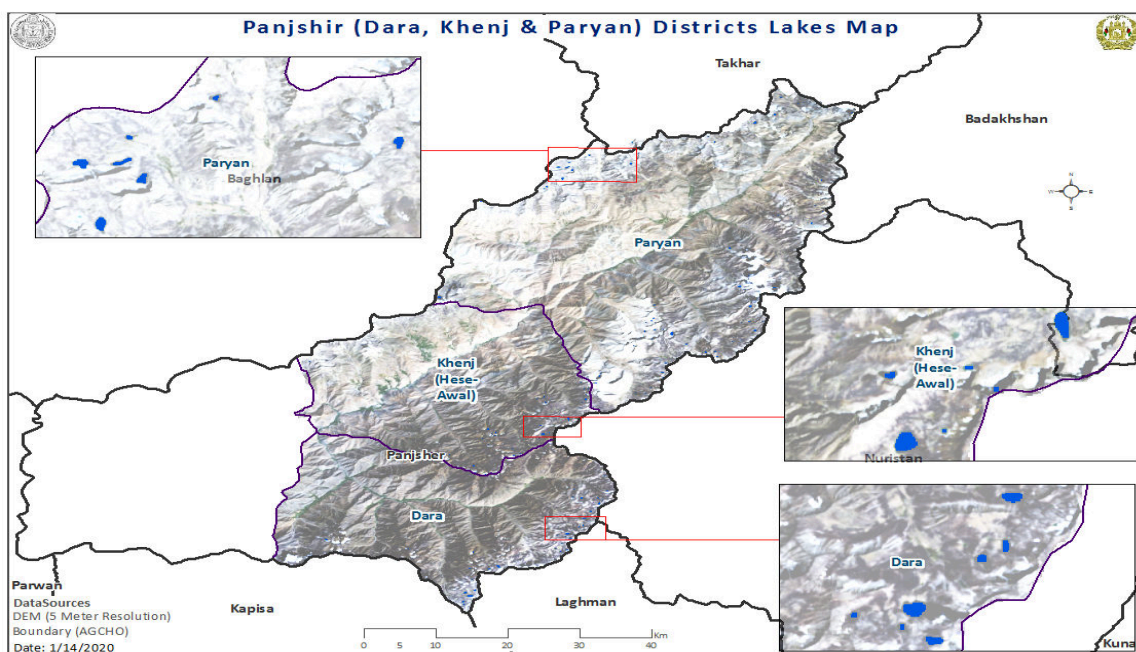 Panjshir (Dara, Khenj & Paryan) Districts Lakes Map
Takhar
Badakhshan
Paryan
Baghlan
N
W E
S
Paryan
Khenj
(Hese-
Awal)
Khenj
(Hese-
Awal)
Nuristan
Panjsher
Dara
Dara
Parwan
Kapisa
Laghman
Kuna
DataSources
DEM (5 Meter Resolution)
Boundary (AGCHO)
Date: 1/14/2020
0 5 10 20 30 40
Km